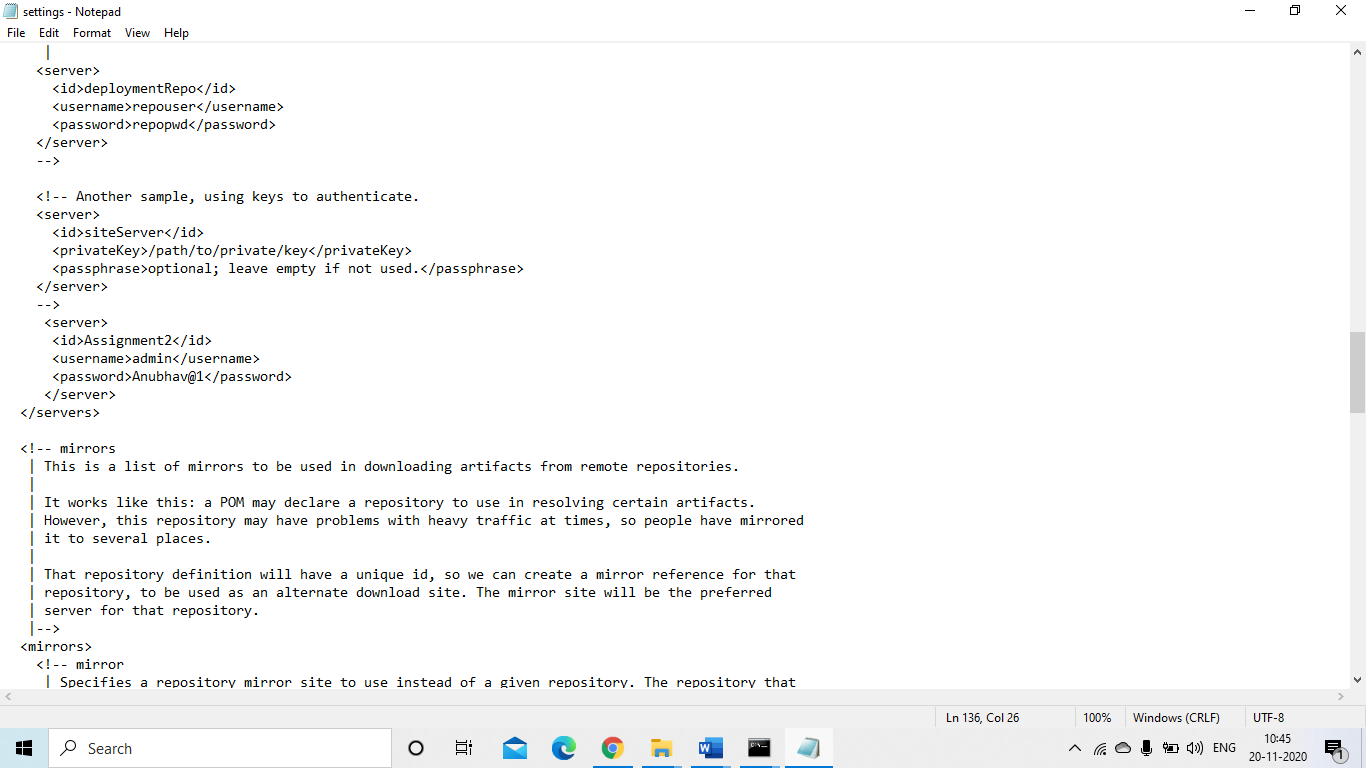 settings - Notepad
File Edit Format View Help
|
<server>
<id>deploymentRepo</id>
<username>repouser</username>
<password>repopwd</password>
</server>
-->
<!-- Another sample, using keys to authenticate.
<server>
<id>siteServer</id>
<privateKey>/path/to/private/key</privateKey>
<passphrase>optional; leave empty if not used.</passphrase>
</server>
-->
<server>
<id>Assignment2</id>
<username>admin</username>
<password>Anubhav@1</password>
</server>
</servers>
<!-- mirrors
| This is a list of mirrors to be used in downloading artifacts from remote repositories.
|
| It works like this: a POM may declare a repository to use in resolving certain artifacts.
| However, this repository may have problems with heavy traffic at times, so people have mirrored
| it to several places.
|
| That repository definition will have a unique id, so we can create a mirror reference for that
| repository, to be used as an alternate download site. The mirror site will be the preferred
| server for that repository.
|-->
<mirrors>
<!-- mirror
| Specifies a repository mirror site to use instead of a given repository. The repository that
Ln 136, Col 26 100% Windows (CRLF) UTF-8
Search
ENG
10:45
20-11-2020
1